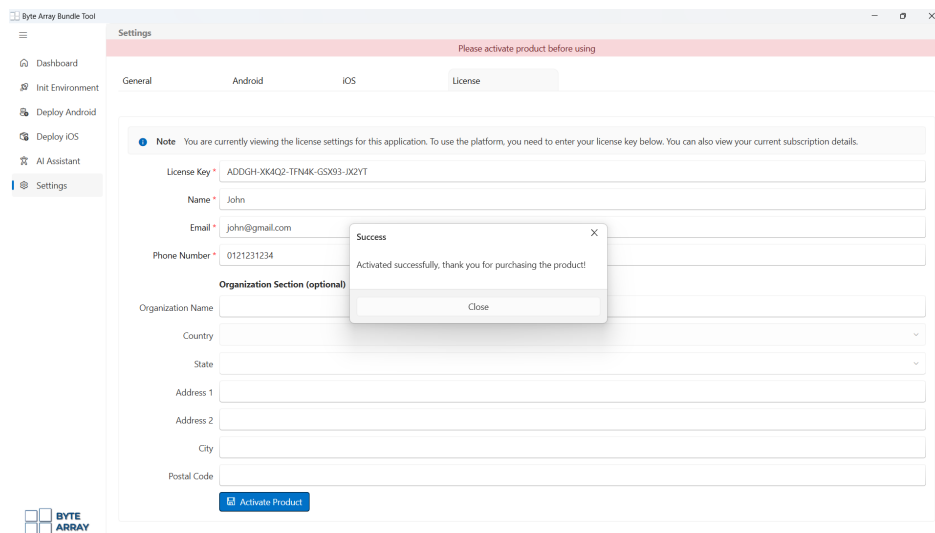 Byte Array Bundle Tool
Settings
Please activate product before using
Dashboard
Init Environment
Deploy Android
Deploy iOS
AI Assistant
Settings
General Android iOS License
Note You are currently viewing the license settings for this application. To use the platform, you need to enter your license key below. You can also view your current subscription details.
License Key * ADDGH-XK4Q2-TFN4K-GSX93-JX2YT
Name * John
Email * john@gmail.com
Phone Number * 0121231234
Organization Section (optional)
Organization Name
Country
State
Address 1
Address 2
City
Postal Code
Activate Product
Success
Activated successfully, thank you for purchasing the product!
Close
BYTE
ARRAY